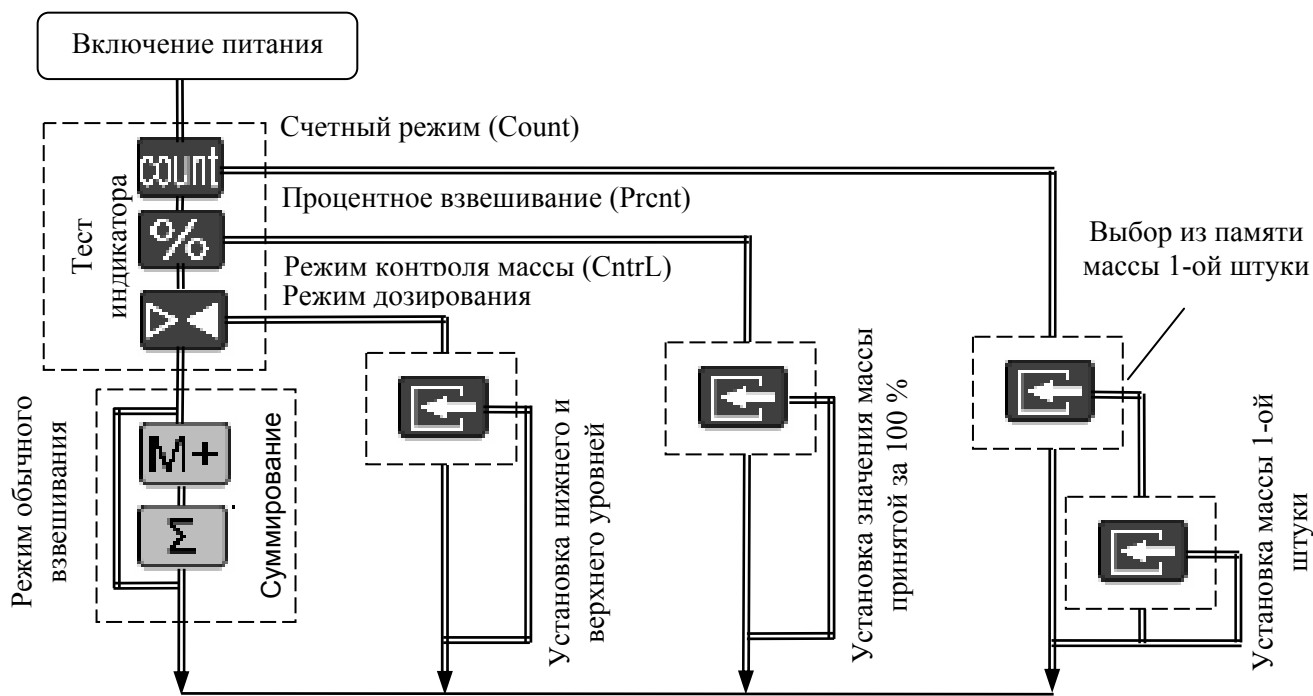 Включение питания
Счетный режим (Count)
count
Тест
индикатора
Процентное взвешивание (Prcnt)
%
Режим контроля массы (CntrL)
Режим дозирования
Выбор из памяти
массы 1-ой штуки
Режим обычного
взвешивания
M+
Σ
Суммирование
Установка нижнего и
верхнего уровней
Установка значения массы
принятой за 100 %
Установка массы 1-ой
штуки